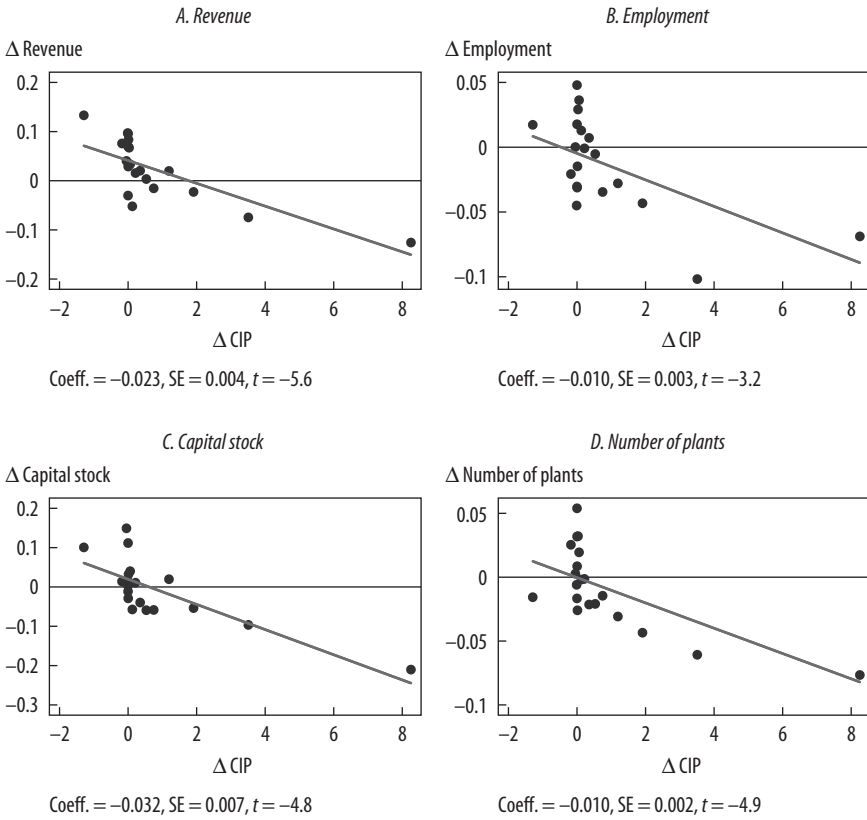 A. Revenue
Δ Revenue
0.2
0.1
0
−0.1
−0.2
−2 0 2 4 6 8
Δ CIP
Coeff. = −0.023, SE = 0.004, t = −5.6
B. Employment
Δ Employment
0.05
0
−0.05
−0.1
−2 0 2 4 6 8
Δ CIP
Coeff. = −0.010, SE = 0.003, t = −3.2
C. Capital stock
Δ Capital stock
0.2
0.1
0
−0.1
−0.2
−0.3
−2 0 2 4 6 8
Δ CIP
Coeff. = −0.032, SE = 0.007, t = −4.8
D. Number of plants
Δ Number of plants
0.05
0
−0.05
−0.1
−2 0 2 4 6 8
Δ CIP
Coeff. = −0.010, SE = 0.002, t = −4.9